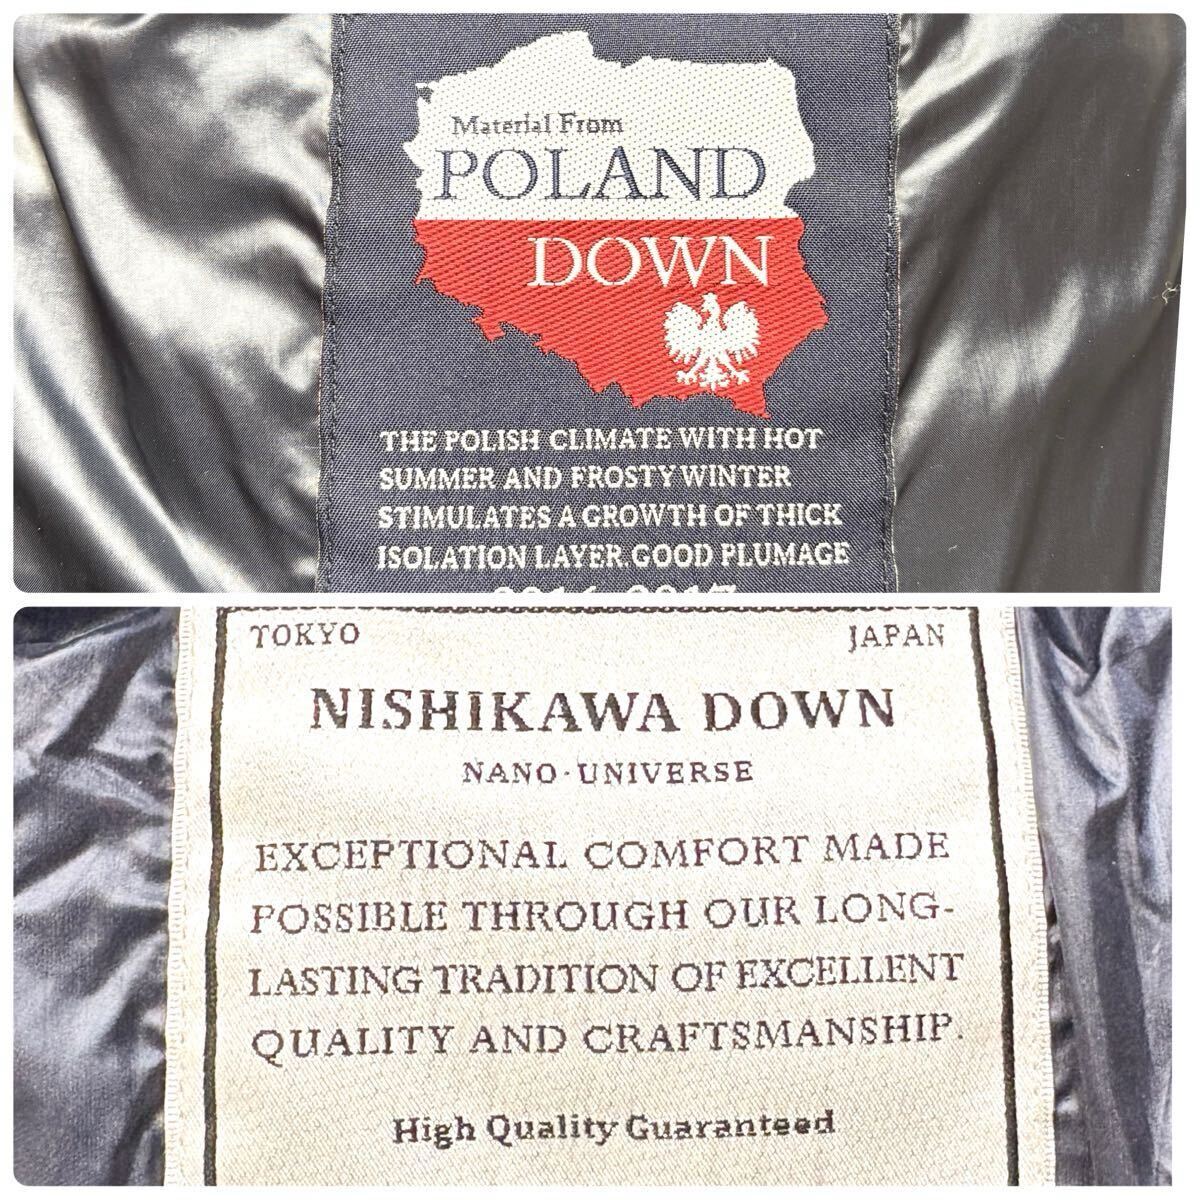 Material From
POLAND
DOWN
THE POLISH CLIMATE WITH HOT
SUMMER AND FROSTY WINTER
STIMULATES A GROWTH OF THICK
ISOLATION LAYER.GOOD PLUMAGE
2016-2017
TOKYO JAPAN
NISHIKAWA DOWN
NANO·UNIVERSE
EXCEPTIONAL COMFORT MADE
POSSIBLE THROUGH OUR LONG-
LASTING TRADITION OF EXCELLENT
QUALITY AND CRAFTSMANSHIP.
High Quality Guaranteed